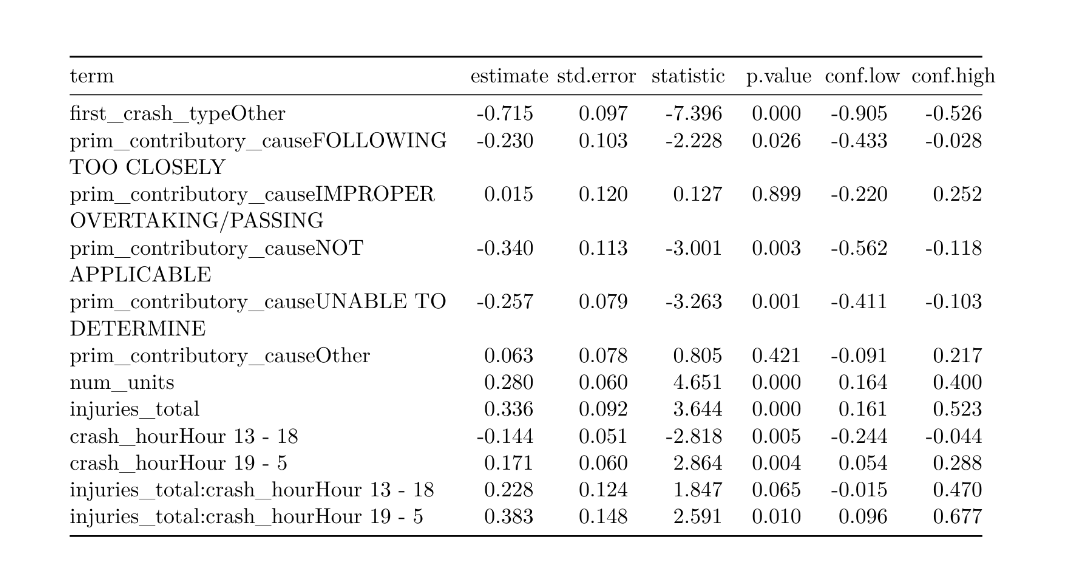 term estimate std.error statistic p.value conf.low conf.high
first_crash_typeOther -0.715 0.097 -7.396 0.000 -0.905 -0.526
prim_contributory_causeFOLLOWING -0.230 0.103 -2.228 0.026 -0.433 -0.028
TOO CLOSELY
prim_contributory_causeIMPROPER 0.015 0.120 0.127 0.899 -0.220 0.252
OVERTAKING/PASSING
prim_contributory_causeNOT -0.340 0.113 -3.001 0.003 -0.562 -0.118
APPLICABLE
prim_contributory_causeUNABLE TO -0.257 0.079 -3.263 0.001 -0.411 -0.103
DETERMINE
prim_contributory_causeOther 0.063 0.078 0.805 0.421 -0.091 0.217
num_units 0.280 0.060 4.651 0.000 0.164 0.400
injuries_total 0.336 0.092 3.644 0.000 0.161 0.523
crash_hourHour 13 - 18 -0.144 0.051 -2.818 0.005 -0.244 -0.044
crash_hourHour 19 - 5 0.171 0.060 2.864 0.004 0.054 0.288
injuries_total:crash_hourHour 13 - 18 0.228 0.124 1.847 0.065 -0.015 0.470
injuries_total:crash_hourHour 19 - 5 0.383 0.148 2.591 0.010 0.096 0.677